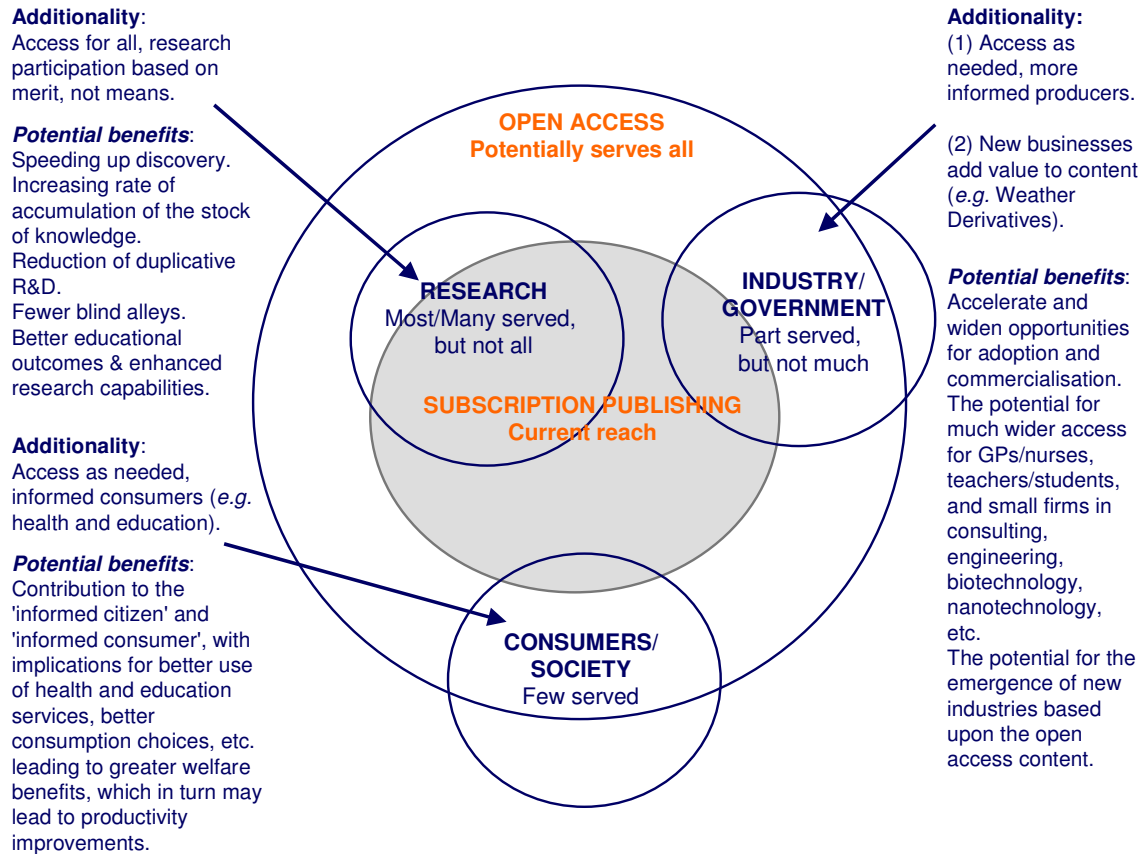 Additionality:
Access for all, research
participation based on
merit, not means.
Potential benefits:
Speeding up discovery.
Increasing rate of
accumulation of the stock
of knowledge.
Reduction of duplicative
R&D.
Fewer blind alleys.
Better educational
outcomes & enhanced
research capabilities.
Additionality:
Access as needed,
informed consumers (e.g.
health and education).
Potential benefits:
Contribution to the
'informed citizen' and
'informed consumer', with
implications for better use
of health and education
services, better
consumption choices, etc.
leading to greater welfare
benefits, which in turn may
lead to productivity
improvements.
OPEN ACCESS
Potentially serves all
RESEARCH
Most/Many served,
but not all
INDUSTRY/
GOVERNMENT
Part served,
but not much
SUBSCRIPTION PUBLISHING
Current reach
CONSUMERS/
SOCIETY
Few served
Additionality:
(1) Access as
needed, more
informed producers.
(2) New businesses
add value to content
(e.g. Weather
Derivatives).
Potential benefits:
Accelerate and
widen opportunities
for adoption and
commercialisation.
The potential for
much wider access
for GPs/nurses,
teachers/students,
and small firms in
consulting,
engineering,
biotechnology,
nanotechnology,
etc.
The potential for the
emergence of new
industries based
upon the open
access content.